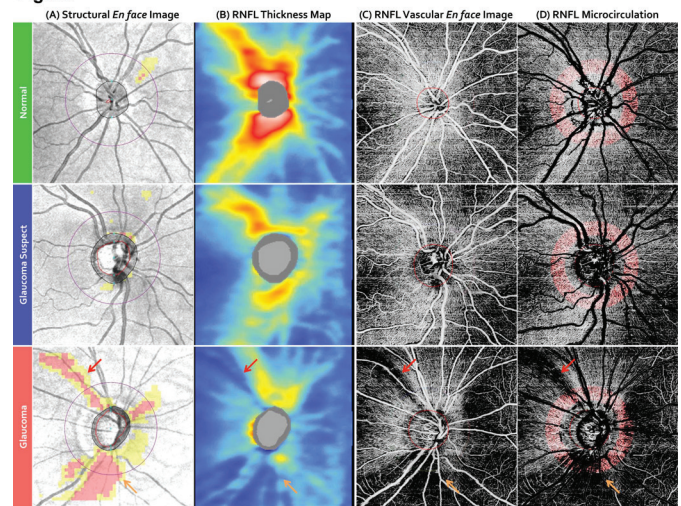 (A) Structural En face Image
(B) RNFL Thickness Map
(C) RNFL Vascular En face Image
(D) RNFL Microcirculation
Normal
Glaucoma Suspect
Glaucoma